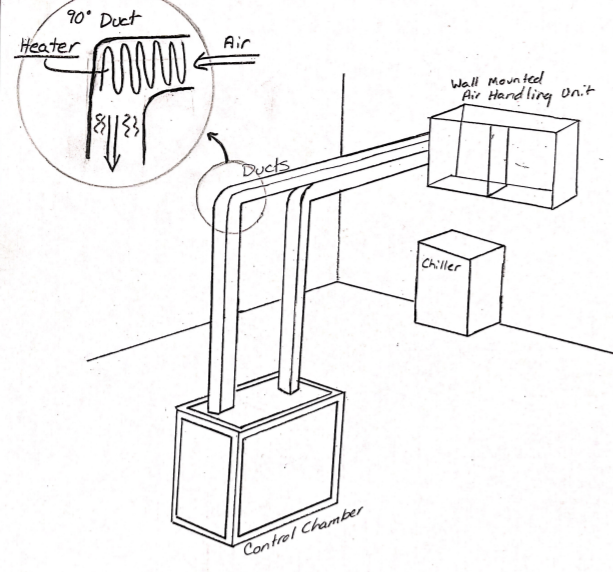 90° Duct
Heater
Air
Wall Mounted
Air Handling Unit
Ducts
Chiller
Control Chamber